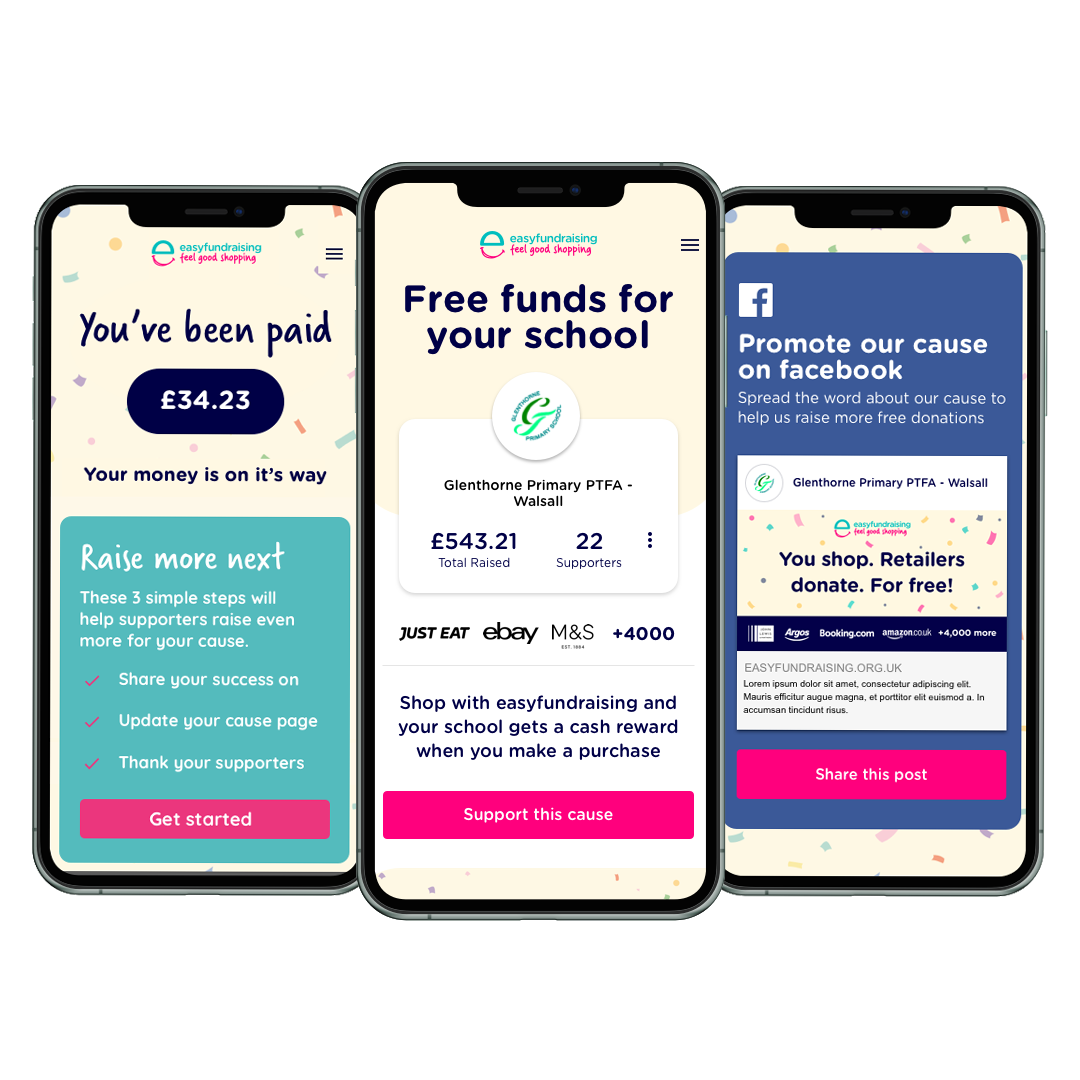 easyfundraising
feel good shopping
You've been paid
£34.23
Your money is on it's way
Raise more next
These 3 simple steps will
help supporters raise even
more for your cause.
Share your success on
Update your cause page
Thank your supporters
Get started
easyfundraising
feel good shopping
Free funds for
your school
GLENTHORNE
G
PRIMARY SCHOOL
Glenthorne Primary PTFA -
Walsall
£543.21 22
Total Raised Supporters
JUST EAT ebay M&S +4000
EST. 1884
Shop with easyfundraising and
your school gets a cash reward
when you make a purchase
Support this cause
f
Promote our cause
on facebook
Spread the word about our cause to
help us raise more free donations
Glenthorne Primary PTFA - Walsall
easyfundraising
feel good shopping
You shop. Retailers
donate. For free!
JOHN LEWIS Argos Booking.com amazon.co.uk +4,000 more
EASYFUNDRAISING.ORG.UK
Lorem ipsum dolor sit amet, consectetur adipiscing elit.
Mauris efficitur augue magna, et porttitor elit euismod a. In
accumsan tincidunt risus.
Share this post